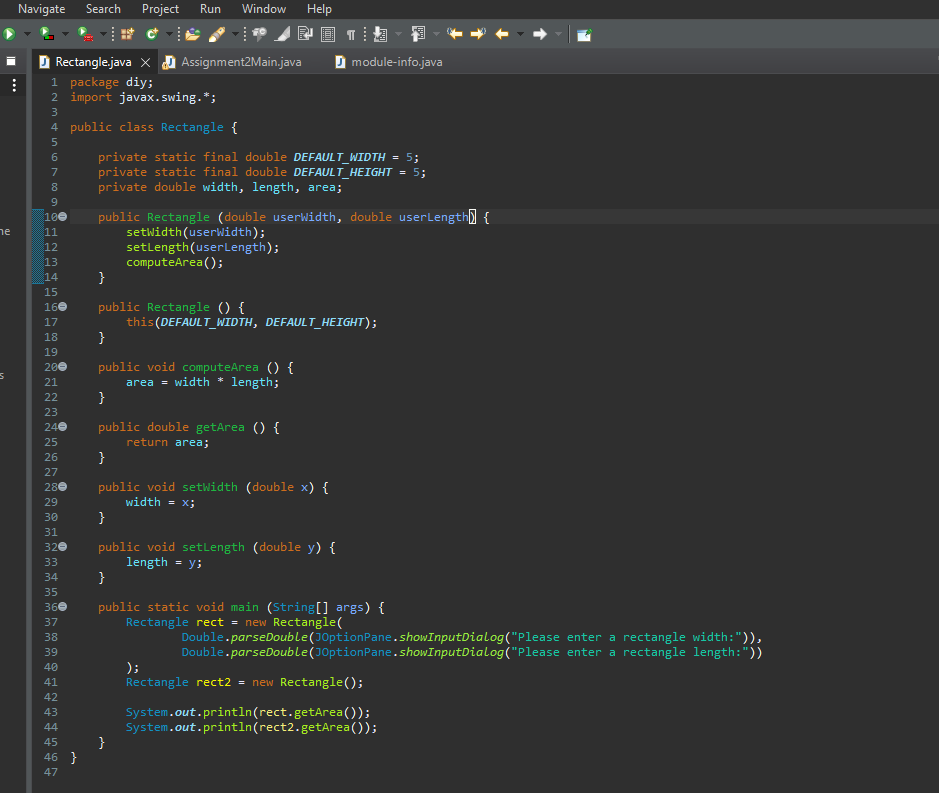 Navigate Search Project Run Window Help
Rectangle.java Assignment2Main.java module-info.java
1 package diy;
2 import javax.swing.*;
3
4 public class Rectangle {
5
6 private static final double DEFAULT_WIDTH = 5;
7 private static final double DEFAULT_HEIGHT = 5;
8 private double width, length, area;
9
10 public Rectangle (double userWidth, double userLength) {
11 setWidth(userWidth);
12 setLength(userLength);
13 computeArea();
14 }
15
16 public Rectangle () {
17 this(DEFAULT_WIDTH, DEFAULT_HEIGHT);
18 }
19
20 public void computeArea () {
21 area = width * length;
22 }
23
24 public double getArea () {
25 return area;
26 }
27
28 public void setWidth (double x) {
29 width = x;
30 }
31
32 public void setLength (double y) {
33 length = y;
34 }
35
36 public static void main (String[] args) {
37 Rectangle rect = new Rectangle(
38 Double.parseDouble(JOptionPane.showInputDialog("Please enter a rectangle width:")),
39 Double.parseDouble(JOptionPane.showInputDialog("Please enter a rectangle length:"))
40 );
41 Rectangle rect2 = new Rectangle();
42
43 System.out.println(rect.getArea());
44 System.out.println(rect2.getArea());
45 }
46 }
47